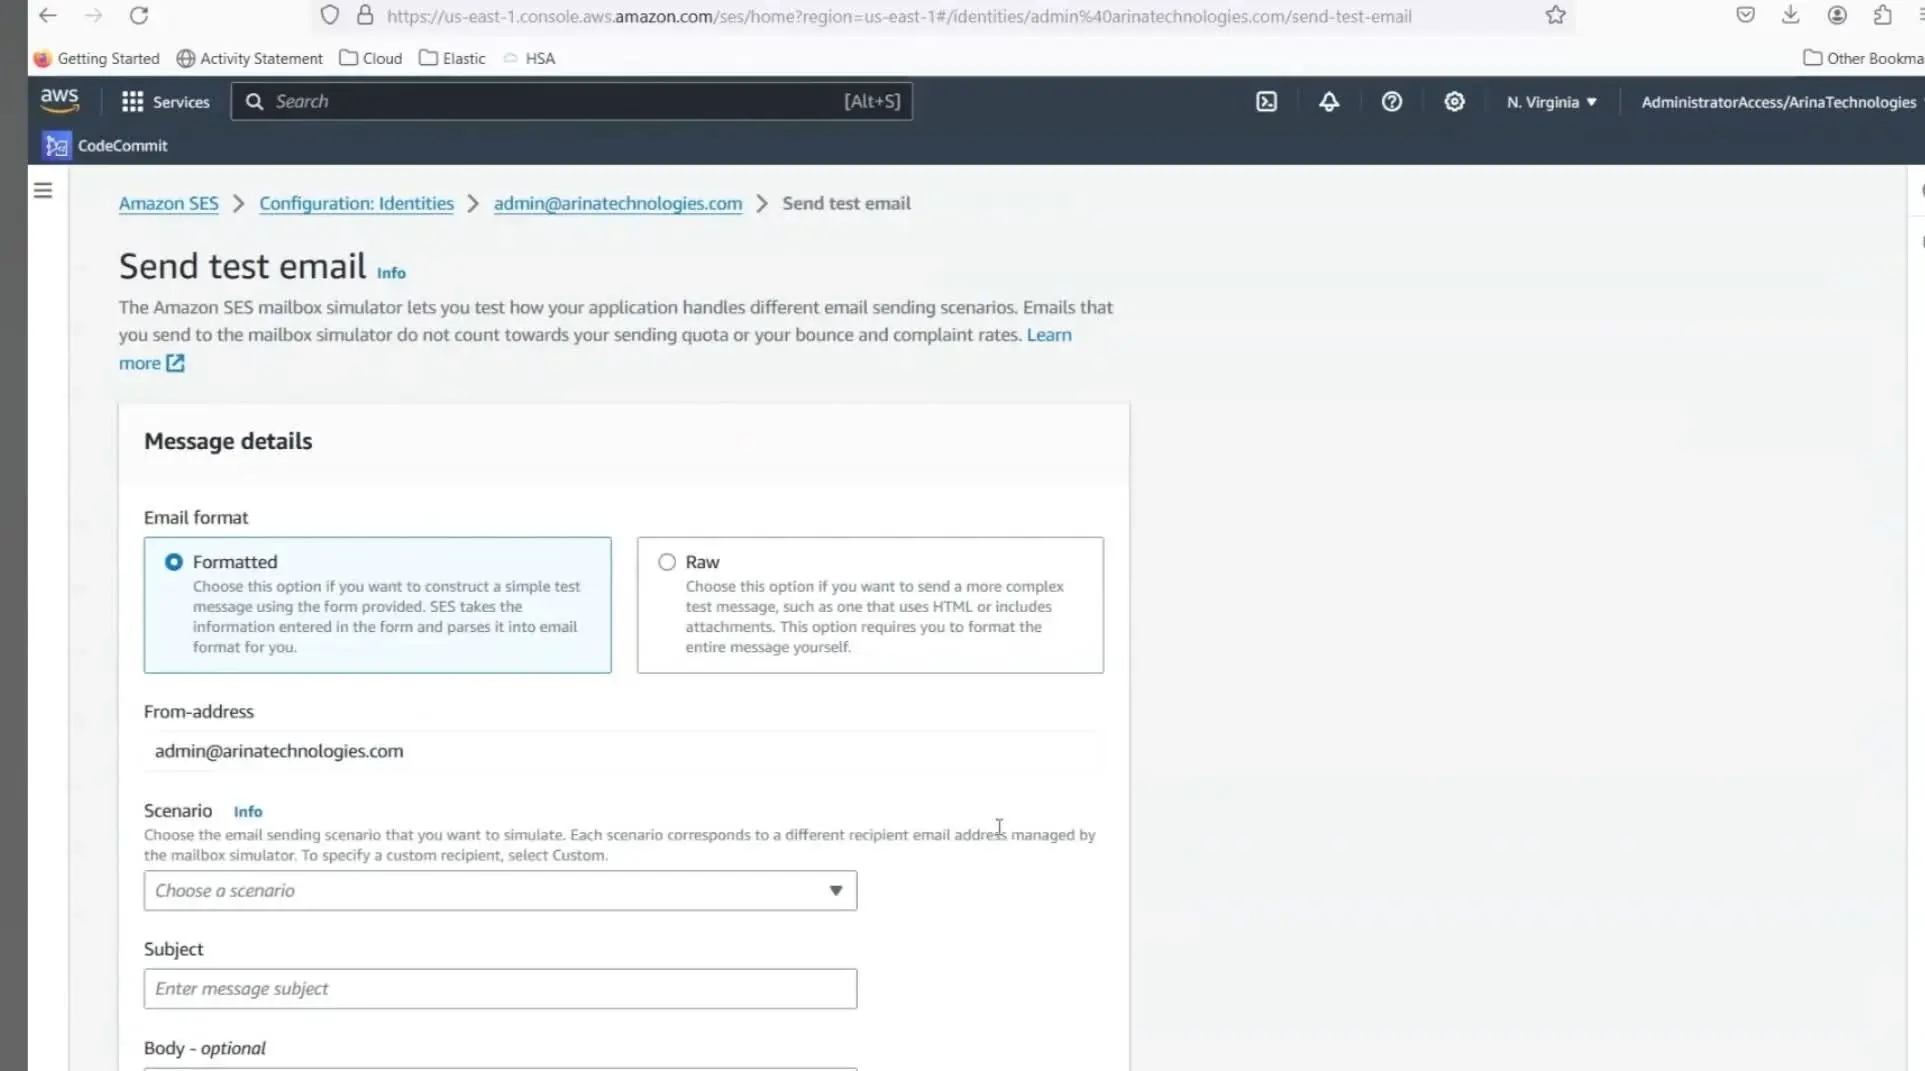 https://us-east-1.console.aws.amazon.com/ses/home?region=us-east-1#/identities/admin%40arinatechnologies.com/send-test-email
Getting Started Activity Statement Cloud Elastic HSA Other Bookma
aws Services Search [Alt+S] N. Virginia AdministratorAccess/ArinaTechnologies
CodeCommit
Amazon SES Configuration: Identities admin@arinatechnologies.com Send test email
Send test email Info
The Amazon SES mailbox simulator lets you test how your application handles different email sending scenarios. Emails that
you send to the mailbox simulator do not count towards your sending quota or your bounce and complaint rates. Learn
more
Message details
Email format
Formatted
Choose this option if you want to construct a simple test
message using the form provided. SES takes the
information entered in the form and parses it into email
format for you.
Raw
Choose this option if you want to send a more complex
test message, such as one that uses HTML or includes
attachments. This option requires you to format the
entire message yourself.
From-address
admin@arinatechnologies.com
Scenario Info
Choose the email sending scenario that you want to simulate. Each scenario corresponds to a different recipient email address managed by
the mailbox simulator. To specify a custom recipient, select Custom.
Choose a scenario
Subject
Enter message subject
Body - optional